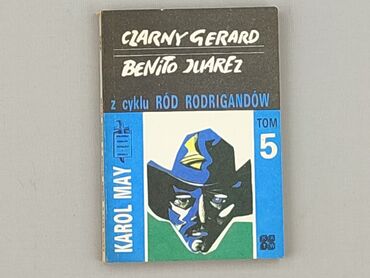 CZARNY GERARD
BENITO JUAREZ
z cyklu RÓD RODRIGANDÓW
TOM
5
KAROL MAY